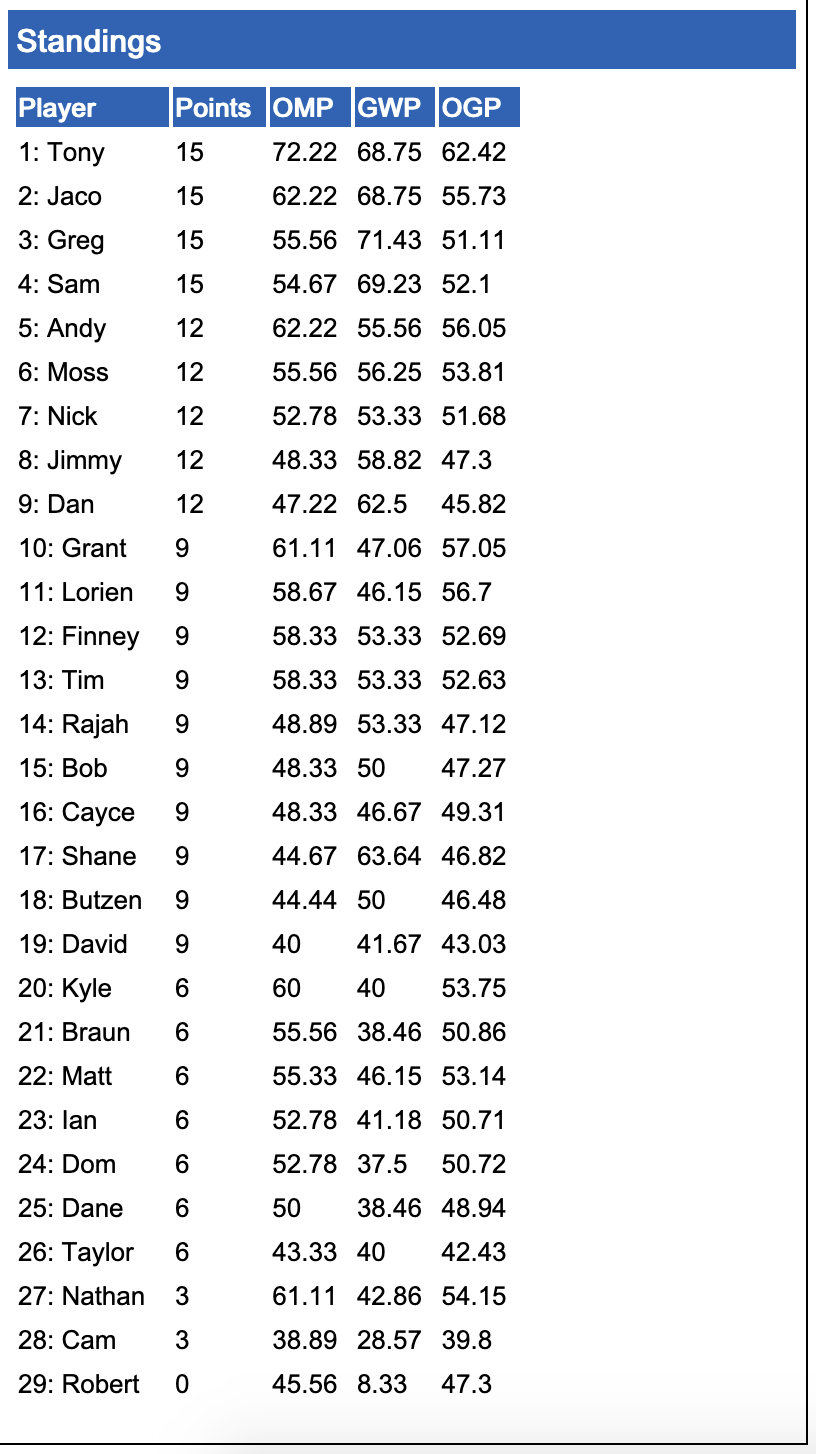 Standings
Player Points OMP GWP OGP
1: Tony 15 72.22 68.75 62.42
2: Jaco 15 62.22 68.75 55.73
3: Greg 15 55.56 71.43 51.11
4: Sam 15 54.67 69.23 52.1
5: Andy 12 62.22 55.56 56.05
6: Moss 12 55.56 56.25 53.81
7: Nick 12 52.78 53.33 51.68
8: Jimmy 12 48.33 58.82 47.3
9: Dan 12 47.22 62.5 45.82
10: Grant 9 61.11 47.06 57.05
11: Lorien 9 58.67 46.15 56.7
12: Finney 9 58.33 53.33 52.69
13: Tim 9 58.33 53.33 52.63
14: Rajah 9 48.89 53.33 47.12
15: Bob 9 48.33 50 47.27
16: Cayce 9 48.33 46.67 49.31
17: Shane 9 44.67 63.64 46.82
18: Butzen 9 44.44 50 46.48
19: David 9 40 41.67 43.03
20: Kyle 6 60 40 53.75
21: Braun 6 55.56 38.46 50.86
22: Matt 6 55.33 46.15 53.14
23: Ian 6 52.78 41.18 50.71
24: Dom 6 52.78 37.5 50.72
25: Dane 6 50 38.46 48.94
26: Taylor 6 43.33 40 42.43
27: Nathan 3 61.11 42.86 54.15
28: Cam 3 38.89 28.57 39.8
29: Robert 0 45.56 8.33 47.3